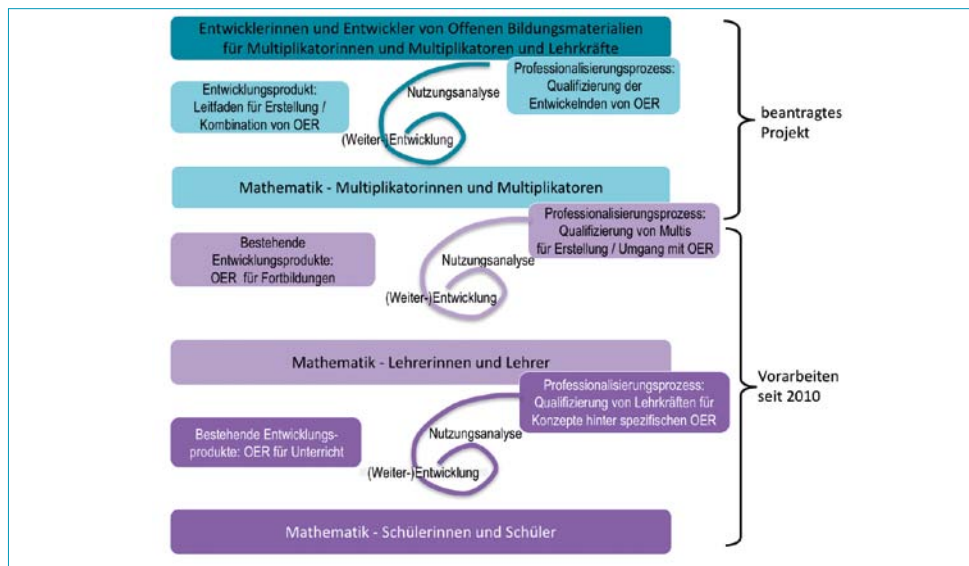 Entwicklerinnen und Entwickler von Offenen Bildungsmaterialien
für Multiplikatorinnen und Multiplikatoren und Lehrkräfte
Entwicklungsprodukt:
Leitfaden für Erstellung /
Kombination von OER
Nutzungsanalyse
(Weiter-)Entwicklung
Professionalisierungsprozess:
Qualifizierung der
Entwickelnden von OER
beantragtes
Projekt
Mathematik - Multiplikatorinnen und Multiplikatoren
Bestehende
Entwicklungsprodukte:
OER für Fortbildungen
Nutzungsanalyse
(Weiter-)Entwicklung
Professionalisierungsprozess:
Qualifizierung von Multis
für Erstellung / Umgang mit OER
Mathematik - Lehrerinnen und Lehrer
Bestehende Entwicklungs-
produkte: OER für Unterricht
Nutzungsanalyse
(Weiter-)Entwicklung
Professionalisierungsprozess:
Qualifizierung von Lehrkräften für
Konzepte hinter spezifischen OER
Vorarbeiten
seit 2010
Mathematik - Schülerinnen und Schüler